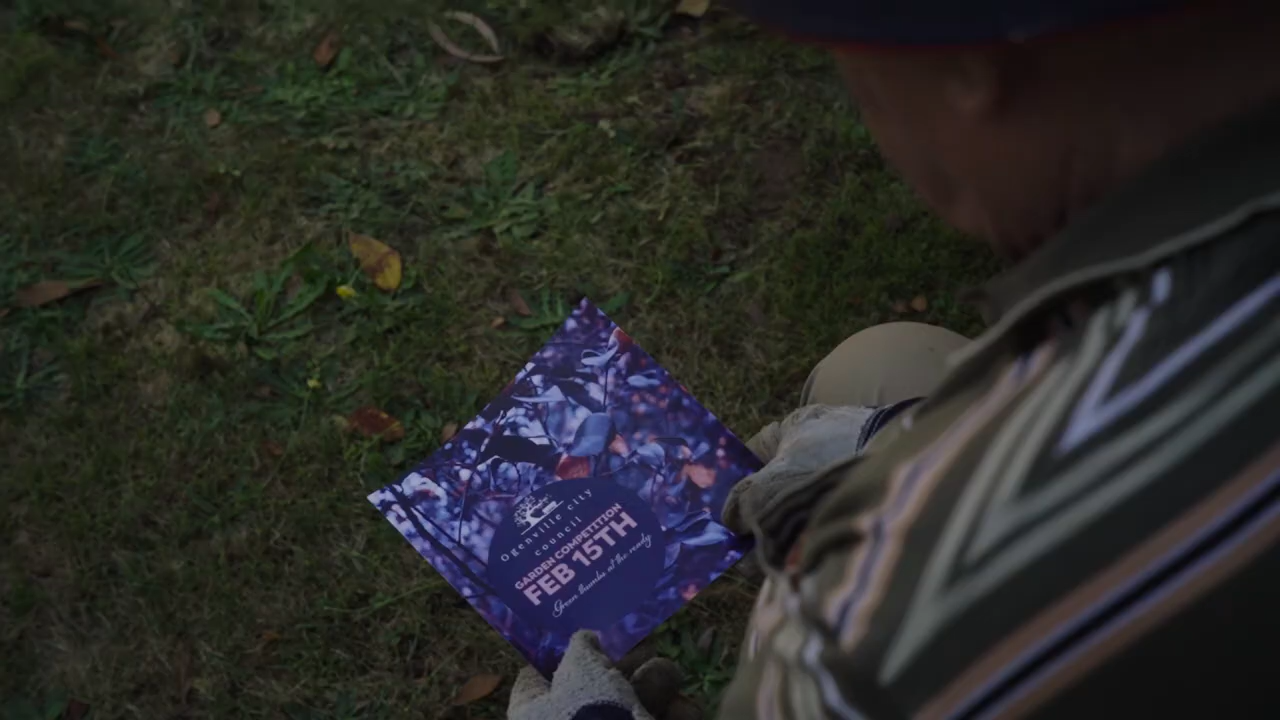 Ogenville city
council
GARDEN COMPETITION
FEB 15TH
Green thumbs at the ready